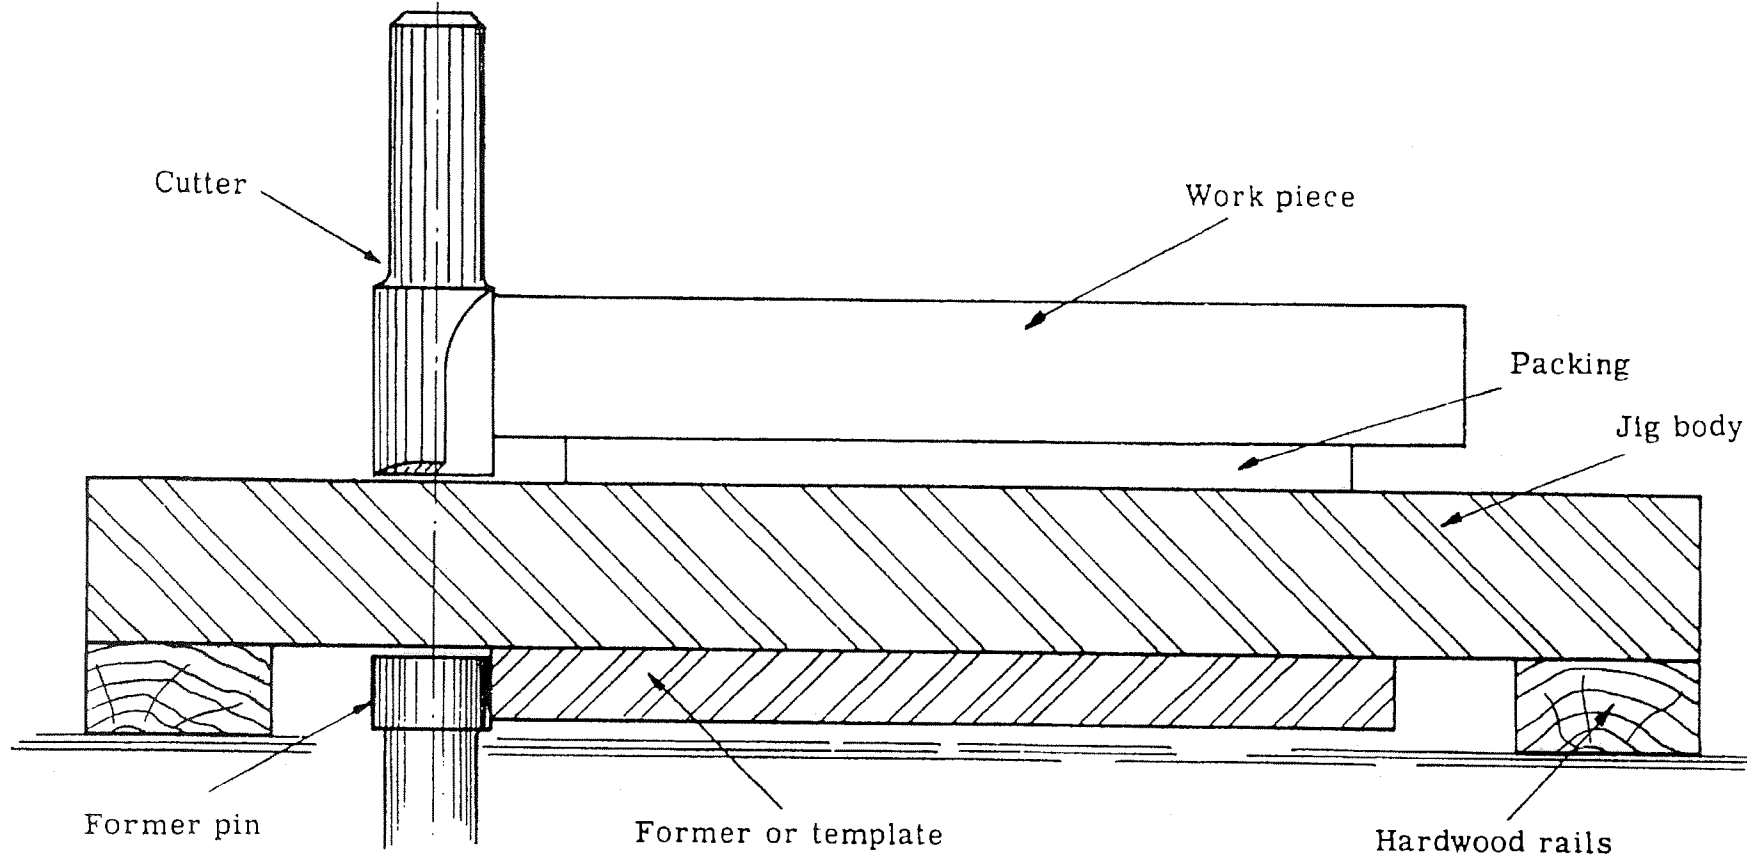 Cutter
Work piece
Packing
Jig body
Former pin
Former or template
Hardwood rails